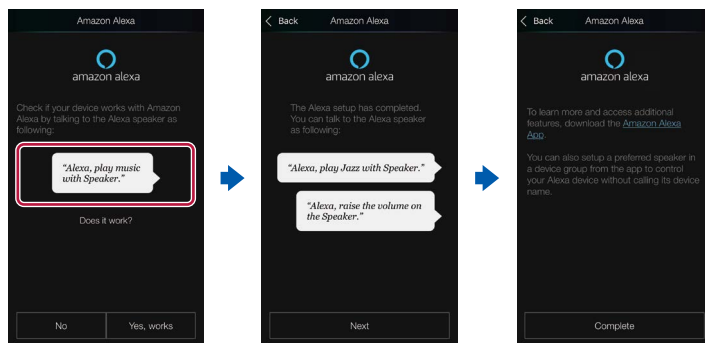 Amazon Alexa
amazon alexa
Check if your device works with Amazon
Alexa by talking to the Alexa speaker as
following:
“Alexa, play music
with Speaker.”
Does it work?
No
Yes, works
Back
Amazon Alexa
amazon alexa
The Alexa setup has completed.
You can talk to the Alexa speaker
as following:
“Alexa, play Jazz with Speaker.”
“Alexa, raise the volume on
the Speaker.”
Next
Back
Amazon Alexa
amazon alexa
To learn more and access additional
features, download the Amazon Alexa
App.
You can also setup a preferred speaker in
a device group from the app to control
your Alexa device without calling its device
name.
Complete